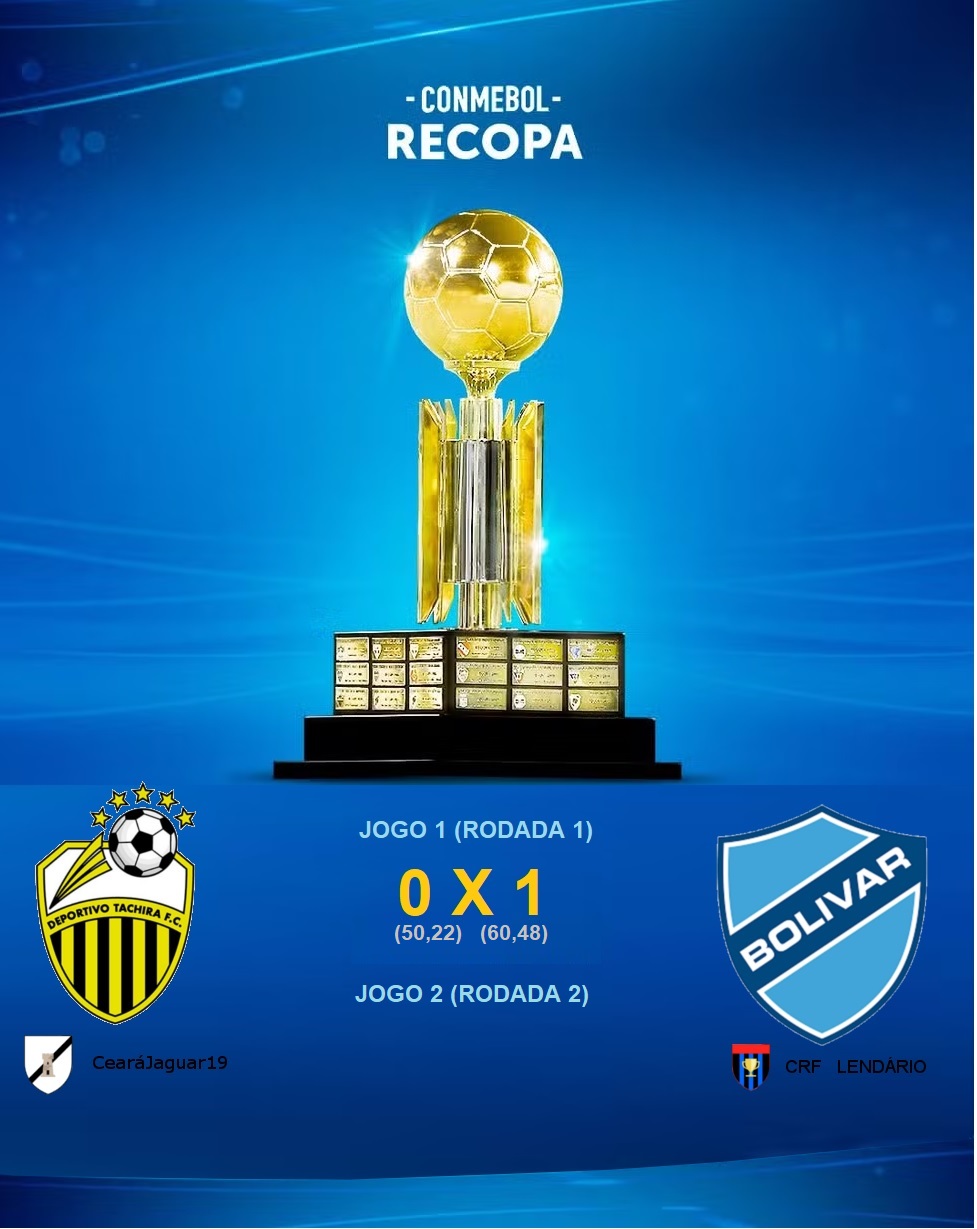 - CONMEBOL -
RECOPA
JOGO 1 (RODADA 1)
0 X 1
(50,22) (60,48)
DEPORTIVO TACHIRA F.C.
BOLIVAR
JOGO 2 (RODADA 2)
CearáJaguar19
CRF LENDÁRIO